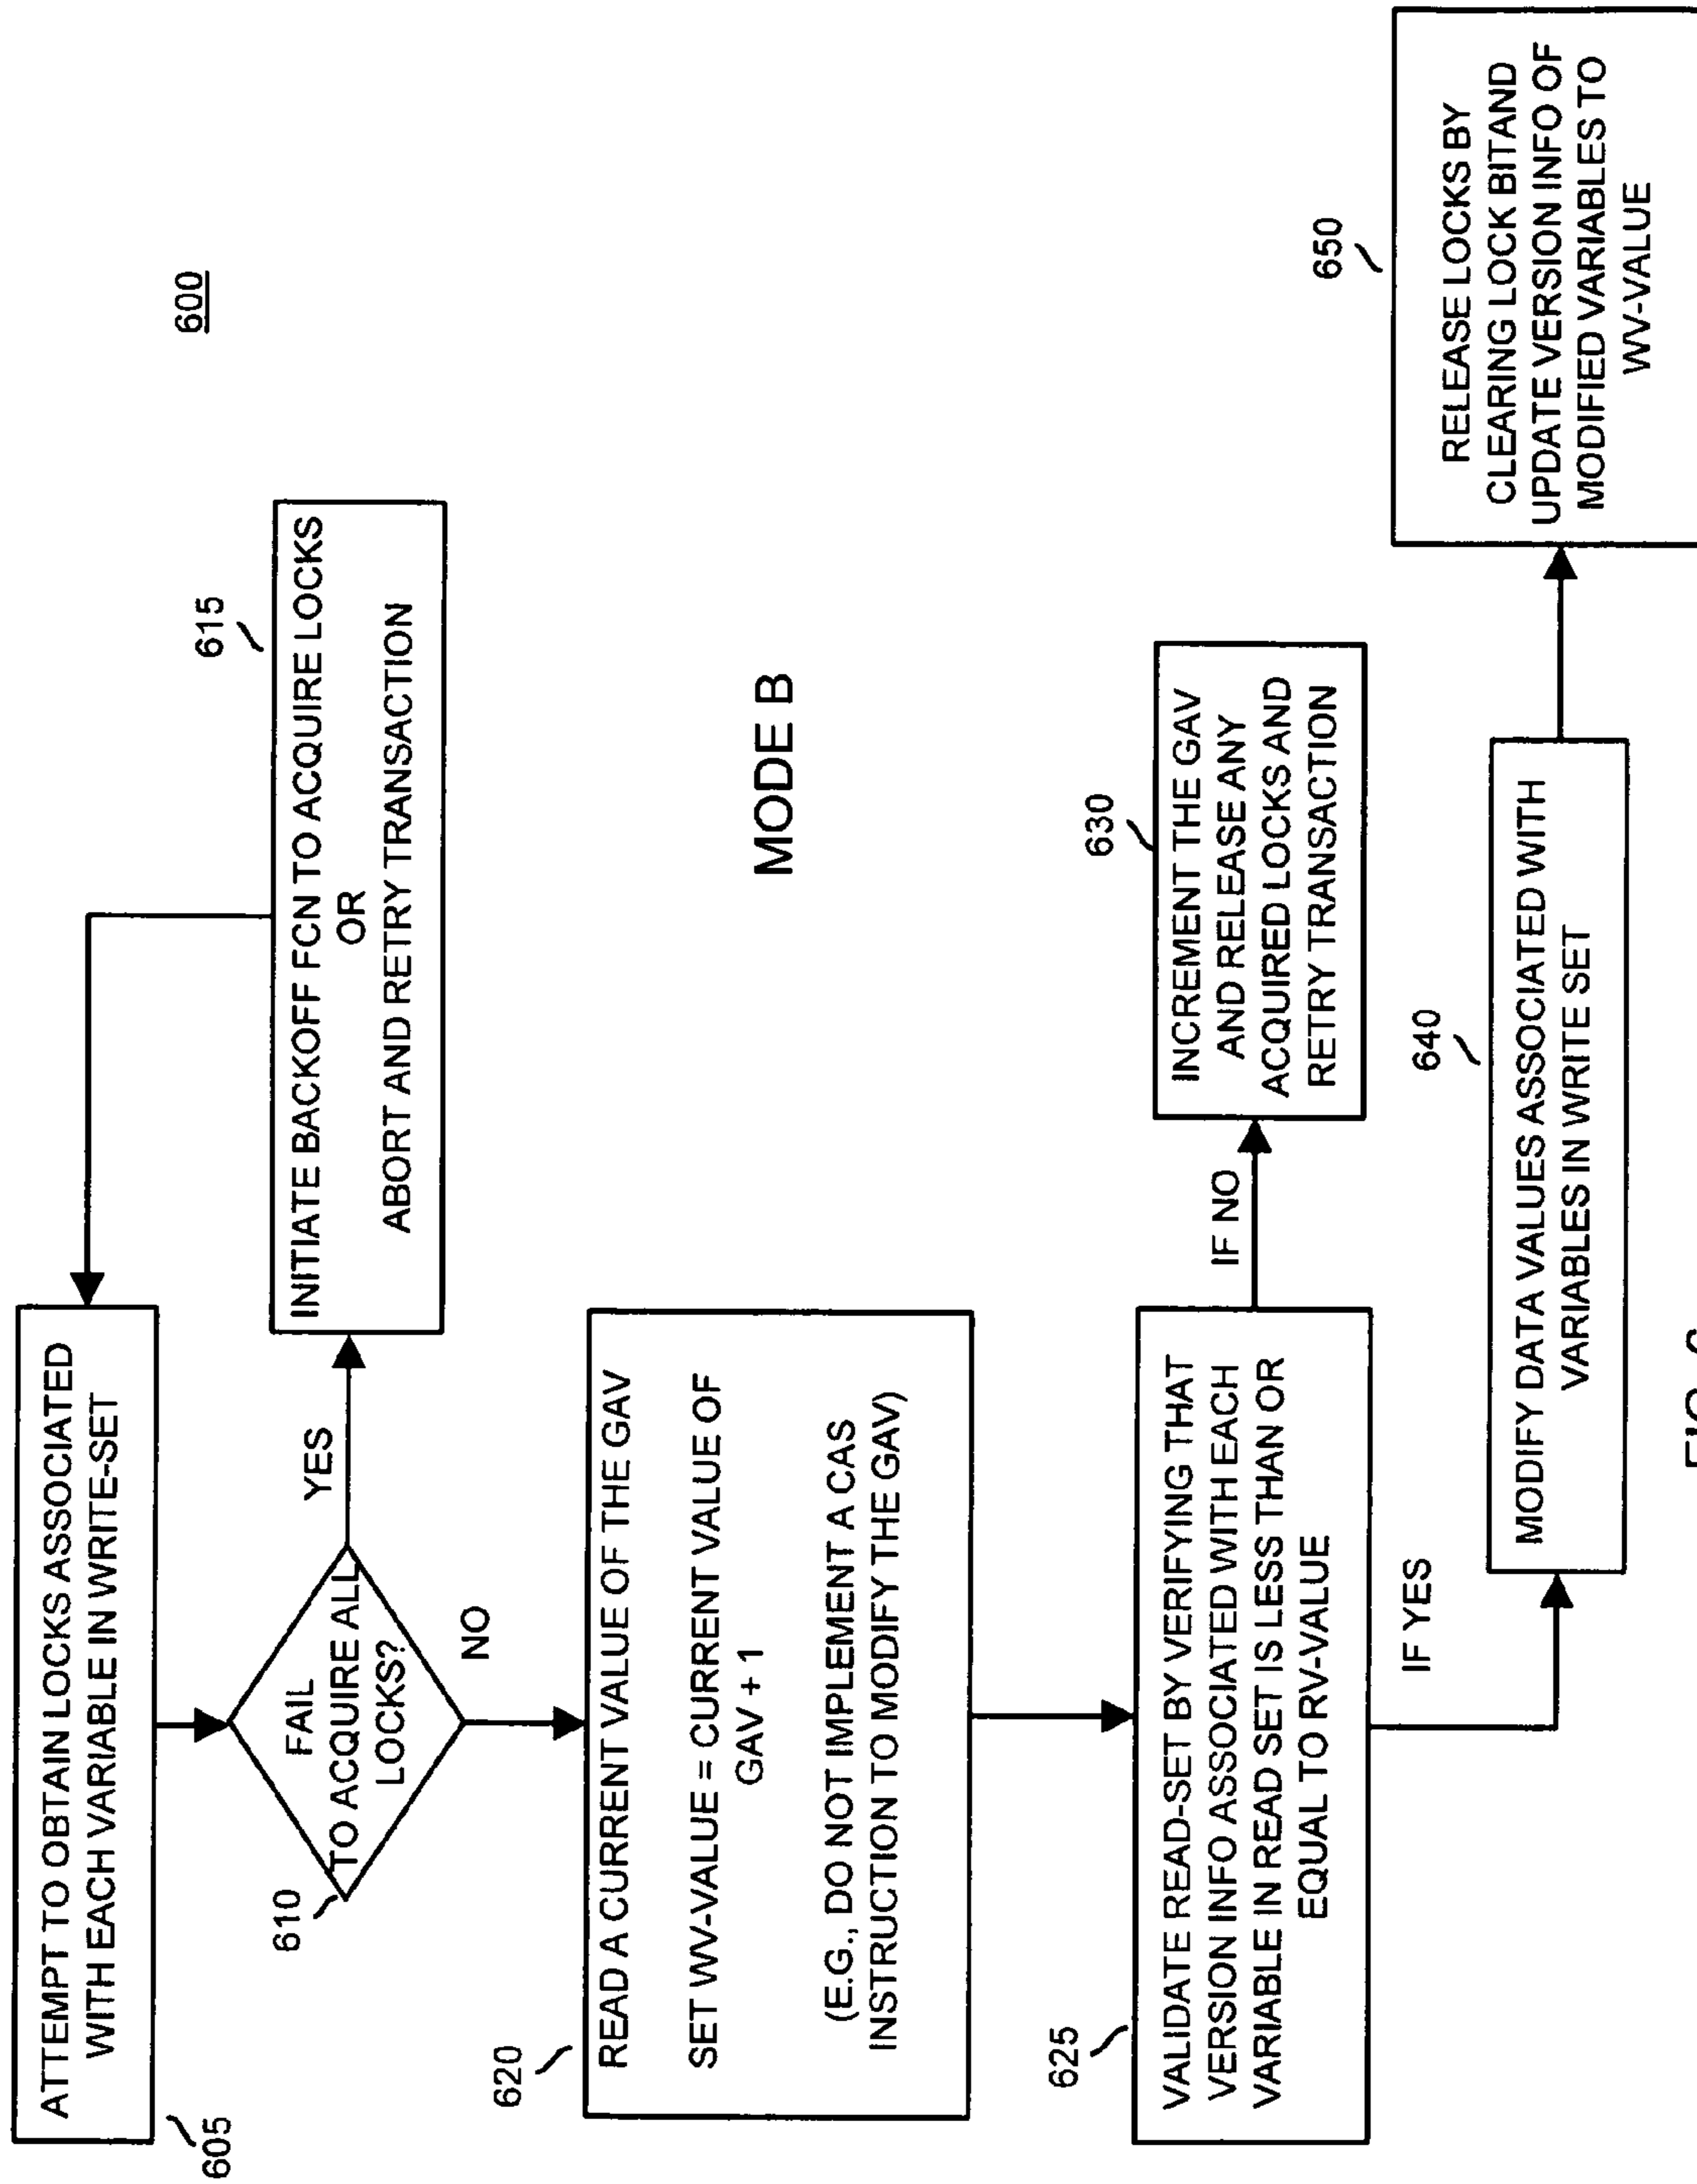 600
605
ATTEMPT TO OBTAIN LOCKS ASSOCIATED
WITH EACH VARIABLE IN WRITE-SET
610
FAIL
TO ACQUIRE ALL
LOCKS?
YES
615
INITIATE BACKOFF FCN TO ACQUIRE LOCKS
OR
ABORT AND RETRY TRANSACTION
NO
620
READ A CURRENT VALUE OF THE GAV
SET WV-VALUE = CURRENT VALUE OF
GAV + 1
(E.G., DO NOT IMPLEMENT A CAS
INSTRUCTION TO MODIFY THE GAV)
MODE B
625
VALIDATE READ-SET BY VERIFYING THAT
VERSION INFO ASSOCIATED WITH EACH
VARIABLE IN READ SET IS LESS THAN OR
EQUAL TO RV-VALUE
IF NO
630
INCREMENT THE GAV
AND RELEASE ANY
ACQUIRED LOCKS AND
RETRY TRANSACTION
IF YES
640
MODIFY DATA VALUES ASSOCIATED WITH
VARIABLES IN WRITE SET
650
RELEASE LOCKS BY
CLEARING LOCK BITAND
UPDATE VERSION INFO OF
MODIFIED VARIABLES TO
WV-VALUE